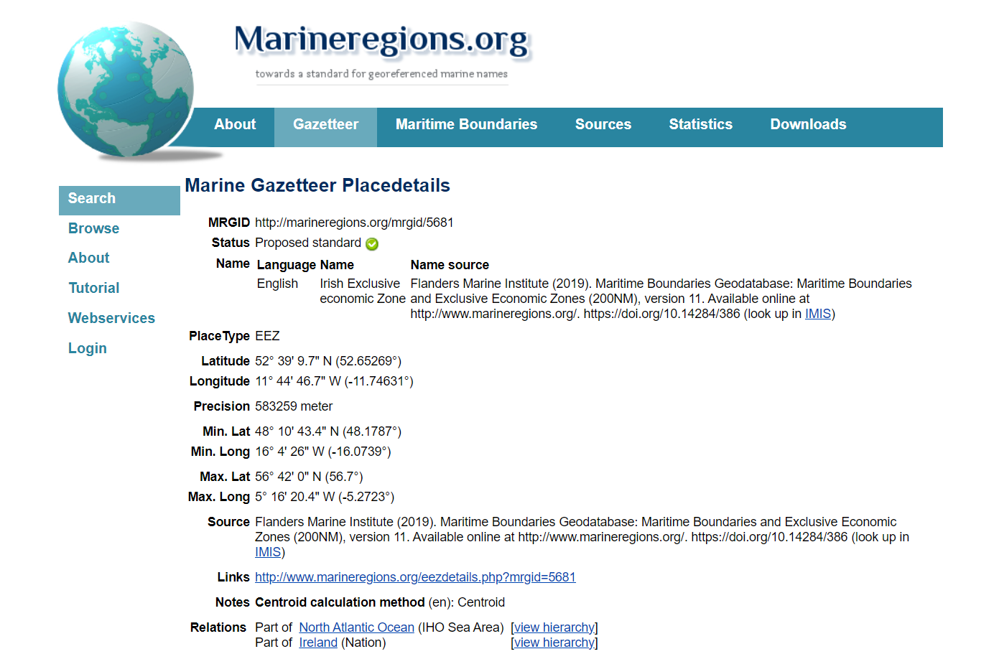 Marineregions.org
towards a standard for georeferenced marine names
About Gazetteer Maritime Boundaries Sources Statistics Downloads
Search
Browse
About
Tutorial
Webservices
Login
Marine Gazetteer Placedetails
MRGID http://marineregions.org/mrgid/5681
Status Proposed standard
Name Language Name Name source
English Irish Exclusive Flanders Marine Institute (2019). Maritime Boundaries Geodatabase: Maritime Boundaries
economic Zone and Exclusive Economic Zones (200NM), version 11. Available online at
http://www.marineregions.org/. https://doi.org/10.14284/386 (look up in IMIS)
PlaceType EEZ
Latitude 52° 39' 9.7" N (52.65269°)
Longitude 11° 44' 46.7" W (-11.74631°)
Precision 583259 meter
Min. Lat 48° 10' 43.4" N (48.1787°)
Min. Long 16° 4' 26" W (-16.0739°)
Max. Lat 56° 42' 0" N (56.7°)
Max. Long 5° 16' 20.4" W (-5.2723°)
Source Flanders Marine Institute (2019). Maritime Boundaries Geodatabase: Maritime Boundaries and Exclusive Economic
Zones (200NM), version 11. Available online at http://www.marineregions.org/. https://doi.org/10.14284/386 (look up in
IMIS)
Links http://www.marineregions.org/eezdetails.php?mrgid=5681
Notes Centroid calculation method (en): Centroid
Relations Part of North Atlantic Ocean (IHO Sea Area) [view hierarchy]
Part of Ireland (Nation) [view hierarchy]